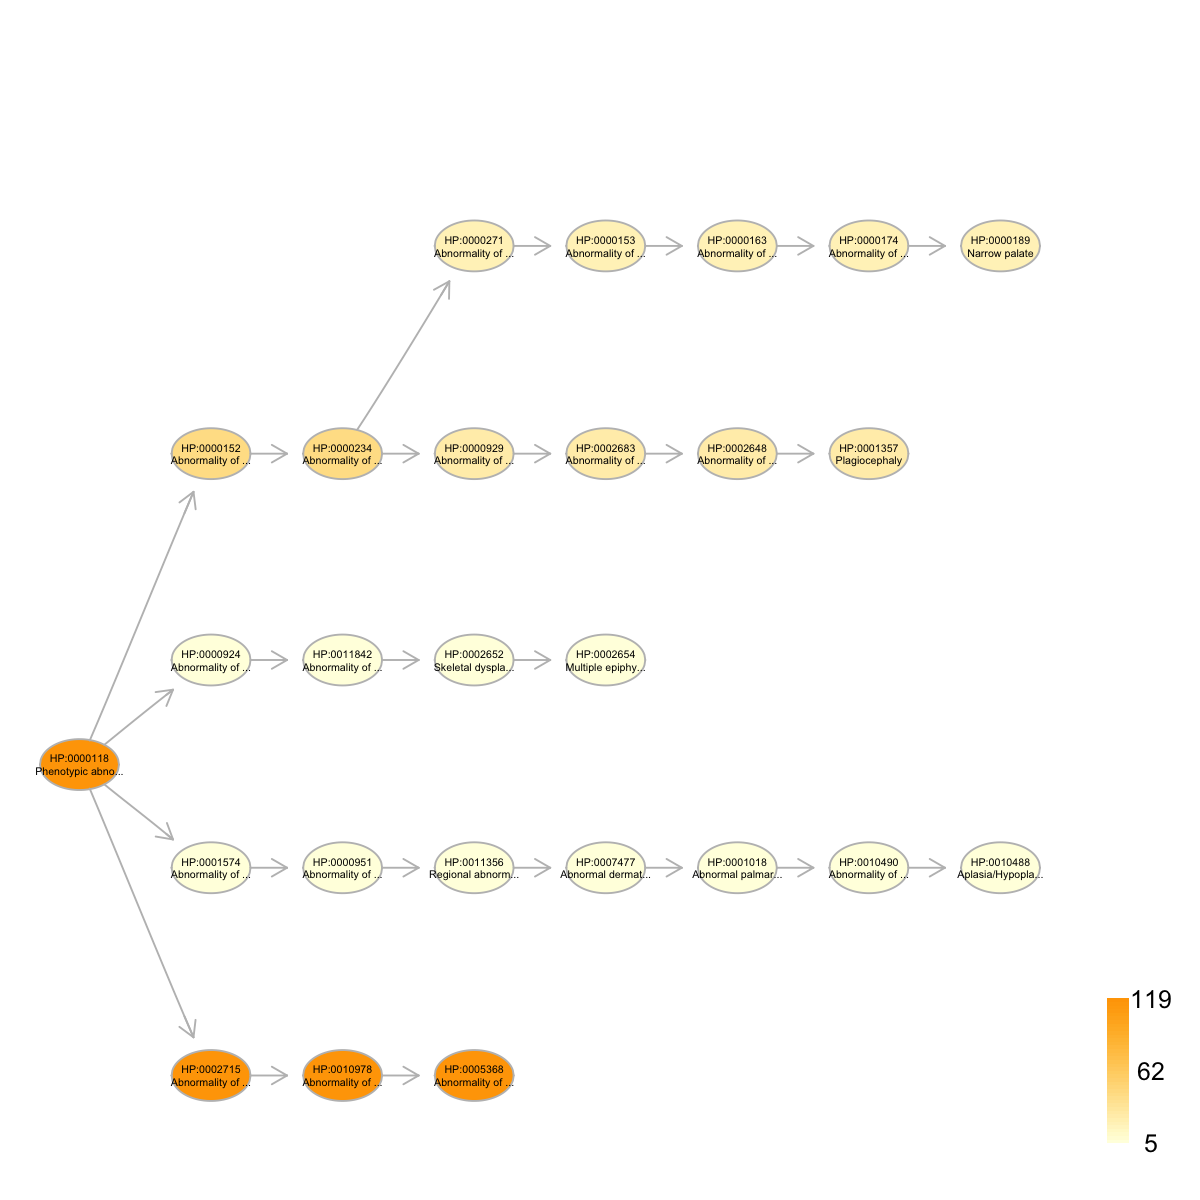 HP:0000271
Abnormality of ...
HP:0000153
Abnormality of ...
HP:0000163
Abnormality of ...
HP:0000174
Abnormality of ...
HP:0000189
Narrow palate
HP:0000152
Abnormality of ...
HP:0000234
Abnormality of ...
HP:0000929
Abnormality of ...
HP:0002683
Abnormality of ...
HP:0002648
Abnormality of ...
HP:0001357
Plagiocephaly
HP:0000924
Abnormality of ...
HP:0011842
Abnormality of ...
HP:0002652
Skeletal dyspla...
HP:0002654
Multiple epiphy...
HP:0000118
Phenotypic abno...
HP:0001574
Abnormality of ...
HP:0000951
Abnormality of ...
HP:0011356
Regional abnorm...
HP:0007477
Abnormal dermat...
HP:0001018
Abnormal palmar...
HP:0010490
Abnormality of ...
HP:0010488
Aplasia/Hypopla...
HP:0002715
Abnormality of ...
HP:0010978
Abnormality of ...
HP:0005368
Abnormality of ...
119
62
5